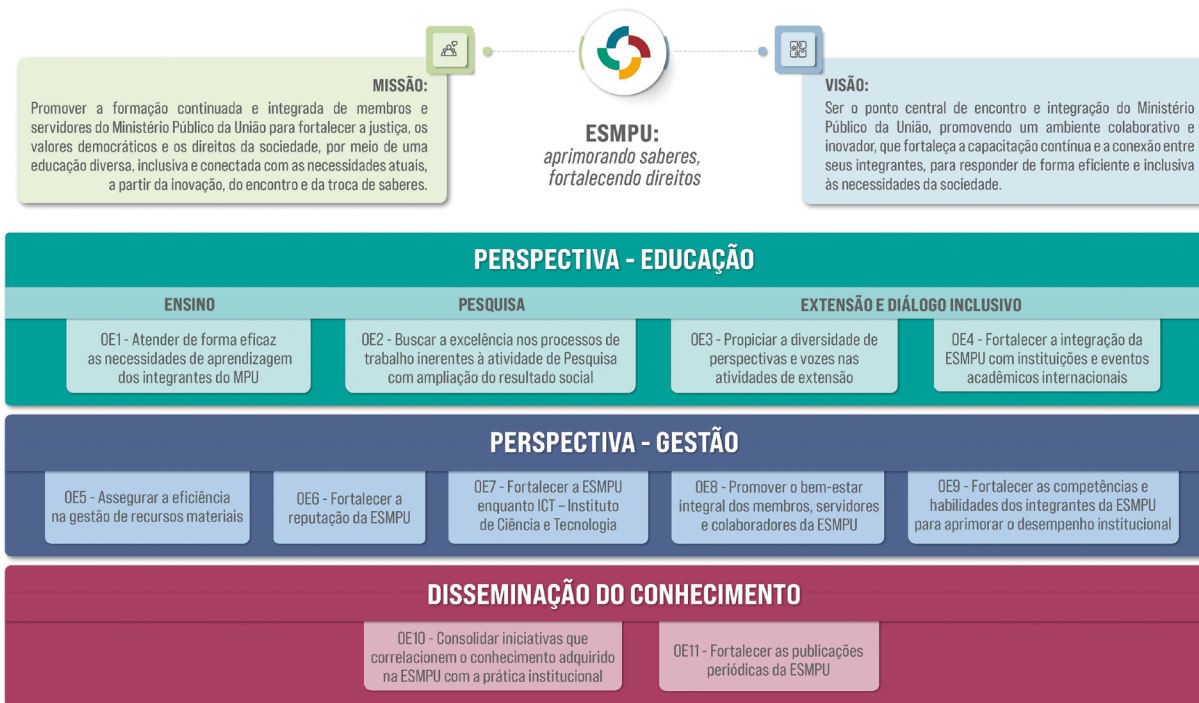 MISSÃO:
Promover a formação continuada e integrada de membros e
servidores do Ministério Público da União para fortalecer a justiça, os
valores democráticos e os direitos da sociedade, por meio de uma
educação diversa, inclusiva e conectada com as necessidades atuais,
a partir da inovação, do encontro e da troca de saberes.
ESMPU:
aprimorando saberes,
fortalecendo direitos
VISÃO:
Ser o ponto central de encontro e integração do Ministério
Público da União, promovendo um ambiente colaborativo e
inovador, que fortaleça a capacitação contínua e a conexão entre
seus integrantes, para responder de forma eficiente e inclusiva
às necessidades da sociedade.
PERSPECTIVA - EDUCAÇÃO
ENSINO
PESQUISA
EXTENSÃO E DIÁLOGO INCLUSIVO
OE1 - Atender de forma eficaz
as necessidades de aprendizagem
dos integrantes do MPU
OE2 - Buscar a excelência nos processos de
trabalho inerentes à atividade de Pesquisa
com ampliação do resultado social
OE3 - Propiciar a diversidade de
perspectivas e vozes nas
atividades de extensão
OE4 - Fortalecer a integração da
ESMPU com instituições e eventos
acadêmicos internacionais
PERSPECTIVA - GESTÃO
OE5 - Assegurar a eficiência
na gestão de recursos materiais
OE6 - Fortalecer a
reputação da ESMPU
OE7 - Fortalecer a ESMPU
enquanto ICT – Instituto
de Ciência e Tecnologia
OE8 - Promover o bem-estar
integral dos membros, servidores
e colaboradores da ESMPU
OE9 - Fortalecer as competências e
habilidades dos integrantes da ESMPU
para aprimorar o desempenho institucional
DISSEMINAÇÃO DO CONHECIMENTO
OE10 - Consolidar iniciativas que
correlacionem o conhecimento adquirido
na ESMPU com a prática institucional
OE11 - Fortalecer as publicações
periódicas da ESMPU